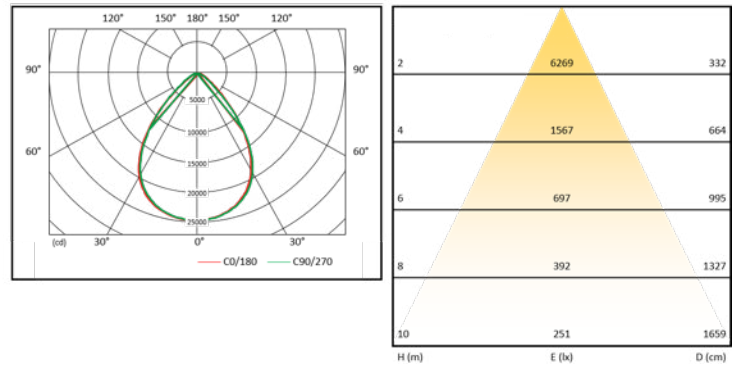 120° 150° 180° 150° 120°
90° 90°
5000
10000
60° 60°
15000
20000
25000
(cd) 30° 0° 30°
C0/180 C90/270
2 6269 332
4 1567 664
6 697 995
8 392 1327
10 251 1659
H (m) E (lx) D (cm)